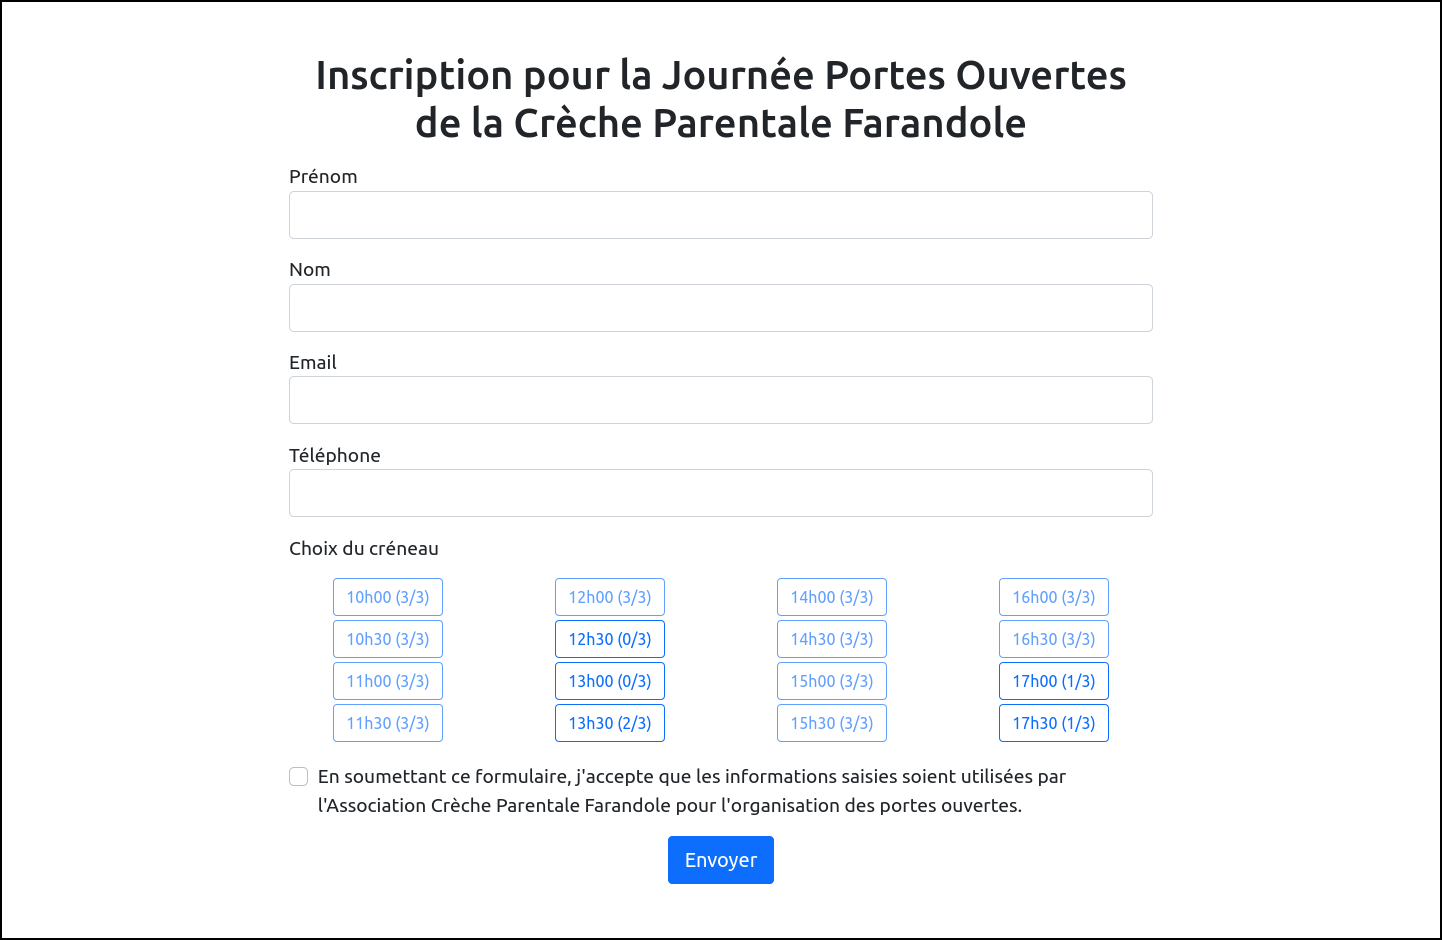 Inscription pour la Journée Portes Ouvertes
de la Crèche Parentale Farandole
Prénom
Nom
Email
Téléphone
Choix du créneau
10h00 (3/3)
10h30 (3/3)
11h00 (3/3)
11h30 (3/3)
12h00 (3/3)
12h30 (0/3)
13h00 (0/3)
13h30 (2/3)
14h00 (3/3)
14h30 (3/3)
15h00 (3/3)
15h30 (3/3)
16h00 (3/3)
16h30 (3/3)
17h00 (1/3)
17h30 (1/3)
En soumettant ce formulaire, j'accepte que les informations saisies soient utilisées par
l'Association Crèche Parentale Farandole pour l'organisation des portes ouvertes.
Envoyer